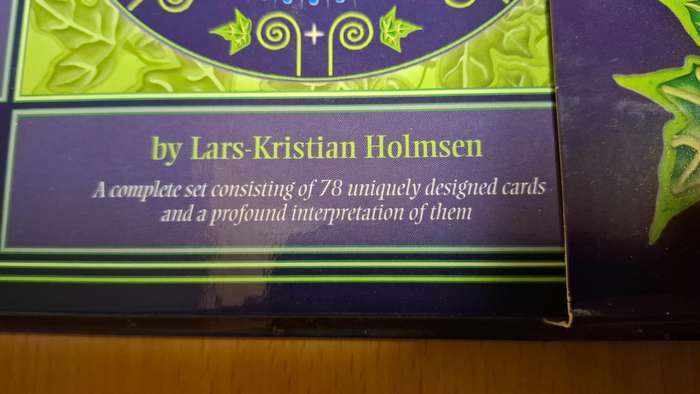 by Lars-Kristian Holmsen
A complete set consisting of 78 uniquely designed cards
and a profound interpretation of them